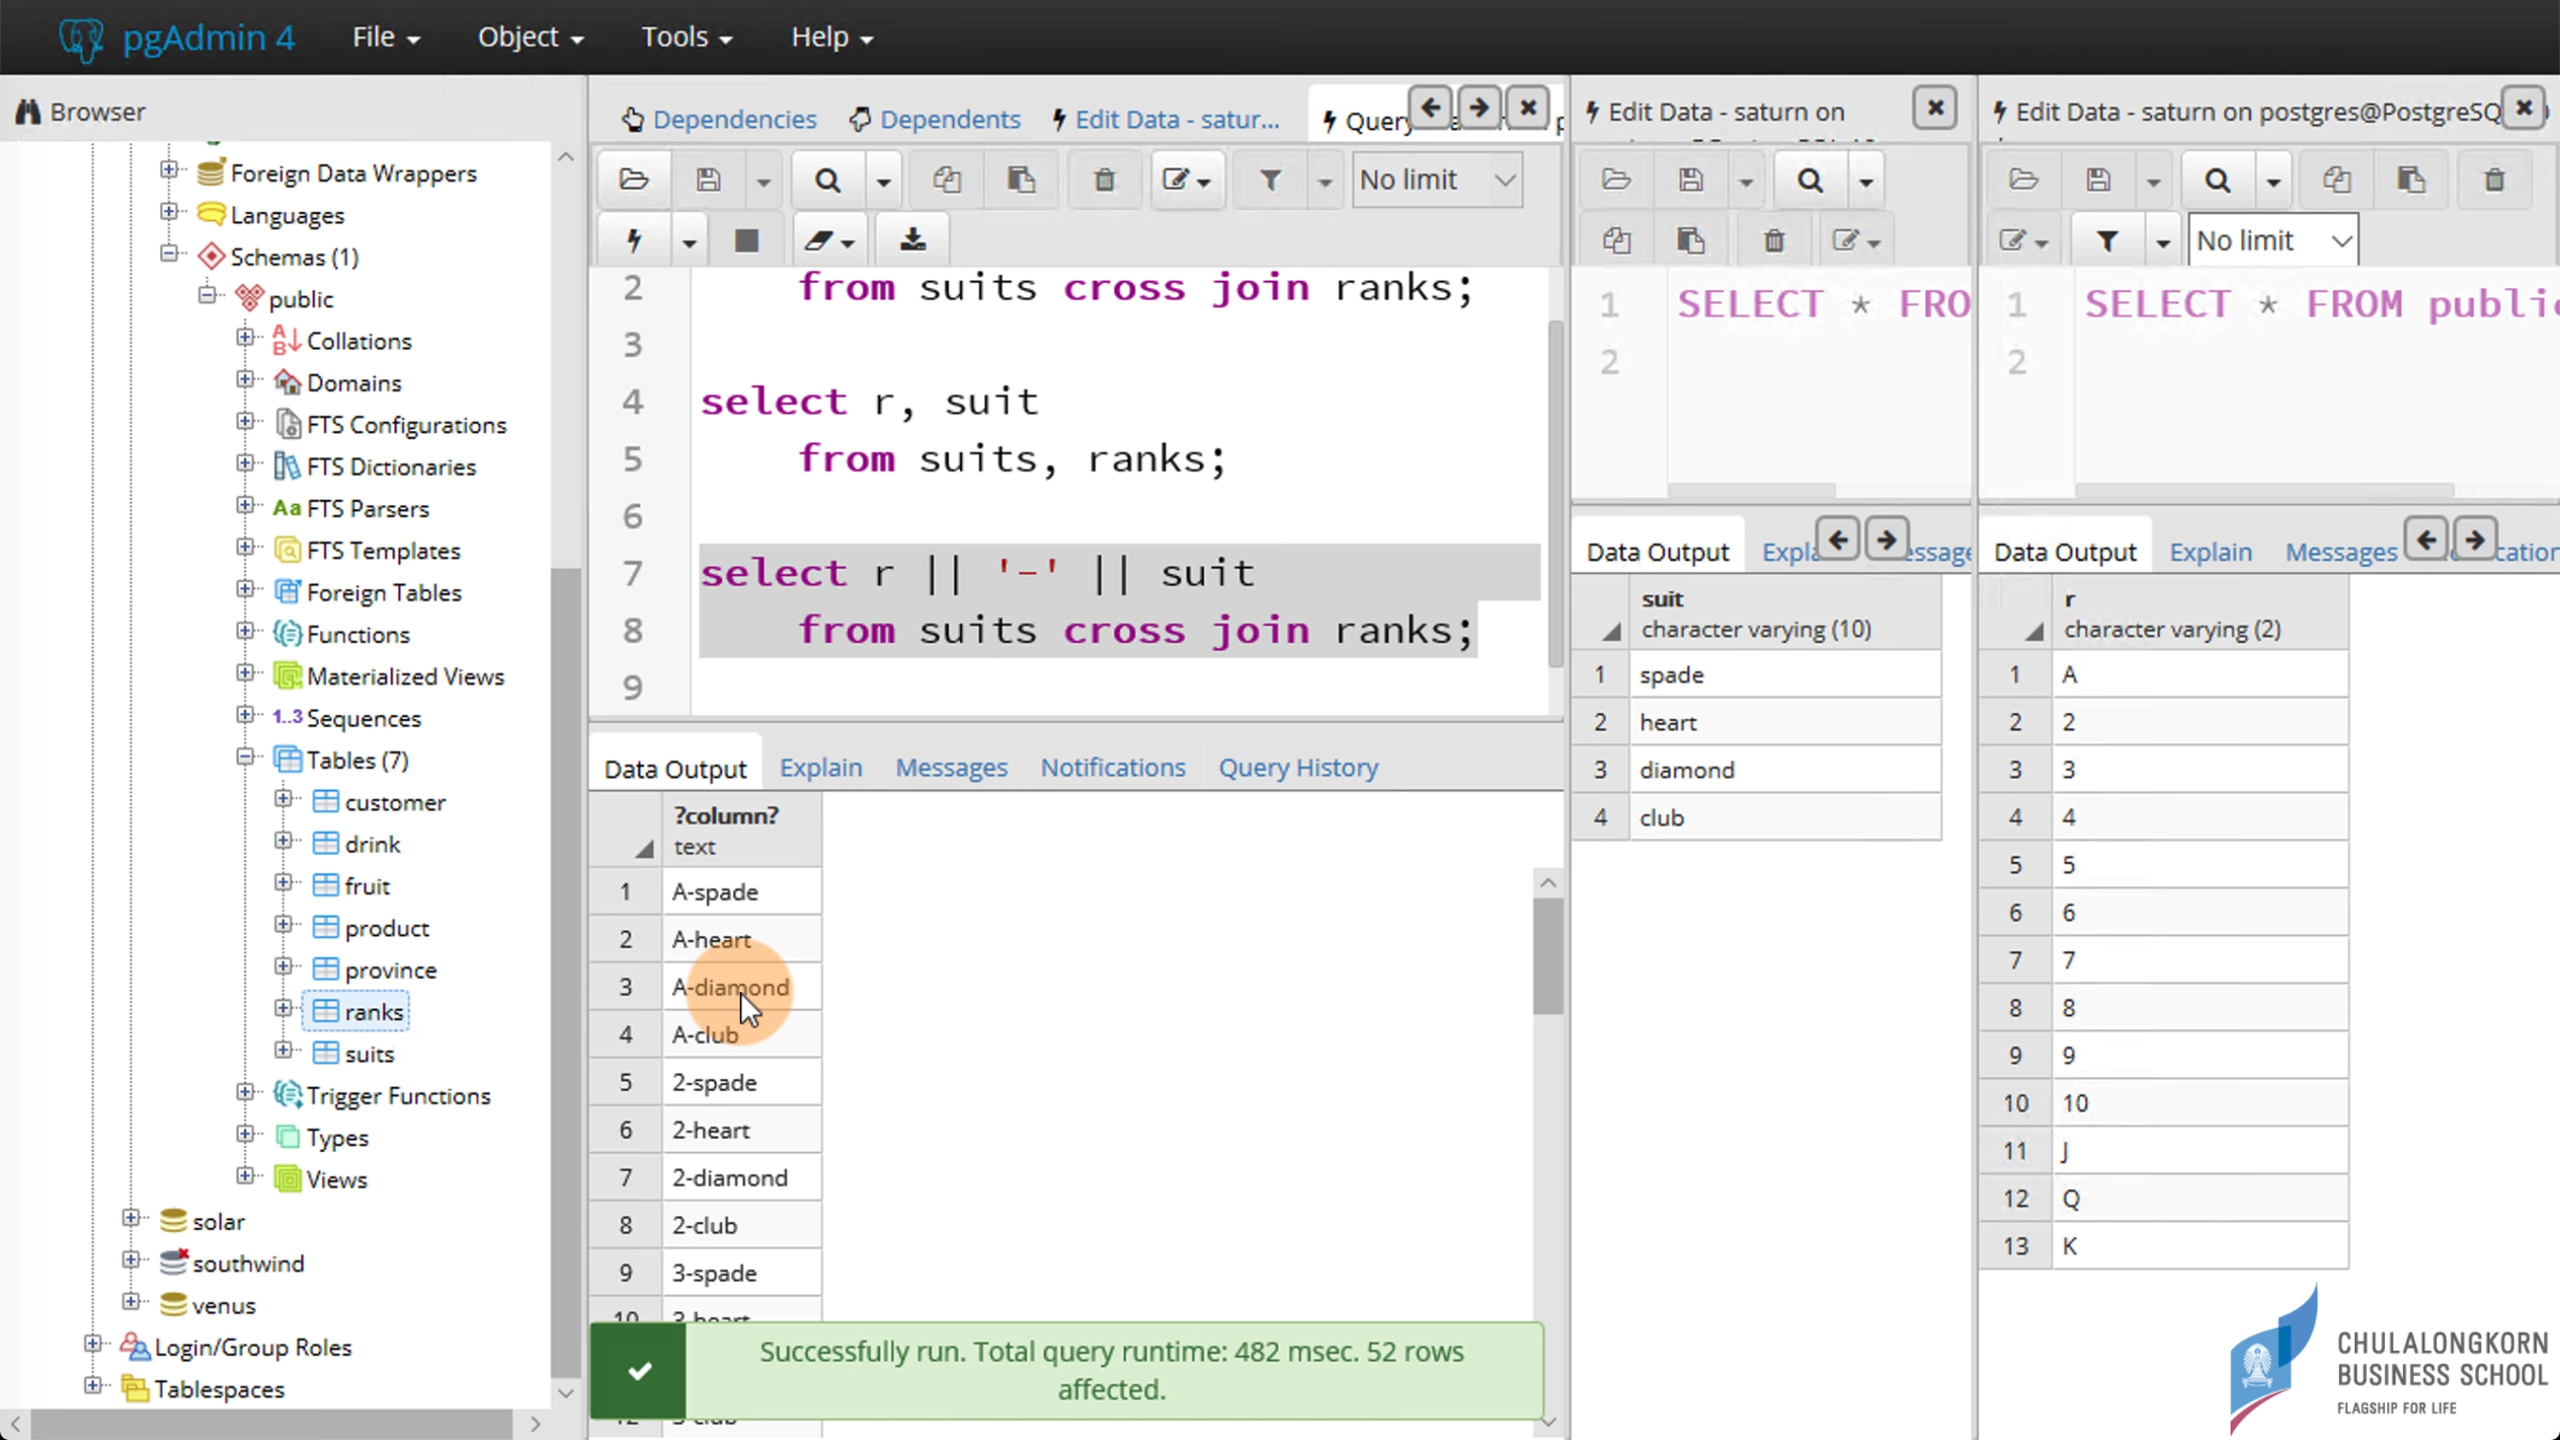 pgAdmin 4
File
Object
Tools
Help
Browser
Foreign Data Wrappers
Languages
Schemas (1)
public
Collations
Domains
FTS Configurations
FTS Dictionaries
Aa FTS Parsers
FTS Templates
Foreign Tables
Functions
Materialized Views
1..3 Sequences
Tables (7)
customer
drink
fruit
product
province
ranks
suits
Trigger Functions
Types
Views
solar
southwind
venus
Login/Group Roles
Tablespaces
Dependencies
Dependents
Edit Data - satur...
Query
No limit
2 from suits cross join ranks;
3
4 select r, suit
5 from suits, ranks;
6
7 select r || '-' || suit
8 from suits cross join ranks;
9
Data Output
Explain
Messages
Notifications
Query History
?column?
text
1 A-spade
2 A-heart
3 A-diamond
4 A-club
5 2-spade
6 2-heart
7 2-diamond
8 2-club
9 3-spade
10 3-heart
Successfully run. Total query runtime: 482 msec. 52 rows
affected.
Edit Data - saturn on
1 SELECT * FRO
2
Data Output
suit
character varying (10)
1 spade
2 heart
3 diamond
4 club
Edit Data - saturn on postgres@PostgreSQ
No limit
1 SELECT * FROM public
2
Data Output
Explain
Messages
r
character varying (2)
1 A
2 2
3 3
4 4
5 5
6 6
7 7
8 8
9 9
10 10
11 J
12 Q
13 K
CHULALONGKORN
BUSINESS SCHOOL
FLAGSHIP FOR LIFE